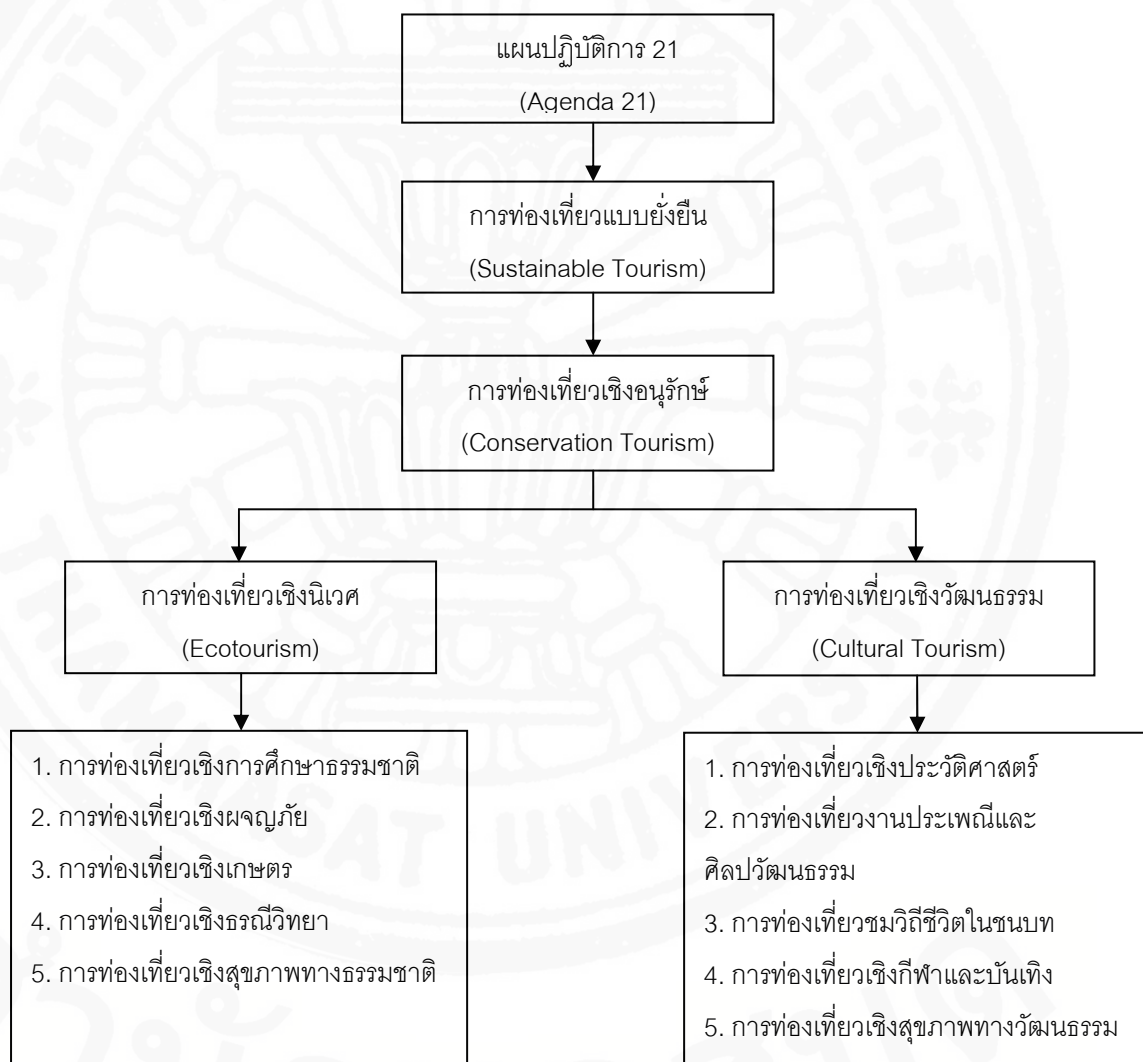 แผนปฏิบัติการ 21
(Agenda 21)
การท่องเที่ยวแบบยั่งยืน
(Sustainable Tourism)
การท่องเที่ยวเชิงอนุรักษ์
(Conservation Tourism)
การท่องเที่ยวเชิงนิเวศ
(Ecotourism)
การท่องเที่ยวเชิงวัฒนธรรม
(Cultural Tourism)
1. การท่องเที่ยวเชิงการศึกษาธรรมชาติ
2. การท่องเที่ยวเชิงผจญภัย
3. การท่องเที่ยวเชิงเกษตร
4. การท่องเที่ยวเชิงธรณีวิทยา
5. การท่องเที่ยวเชิงสุขภาพทางธรรมชาติ
1. การท่องเที่ยวเชิงประวัติศาสตร์
2. การท่องเที่ยวงานประเพณีและ
ศิลปวัฒนธรรม
3. การท่องเที่ยวชมวิถีชีวิตในชนบท
4. การท่องเที่ยวเชิงกีฬาและบันเทิง
5. การท่องเที่ยวเชิงสุขภาพทางวัฒนธรรม
THAMMASAT UNIVERSITY